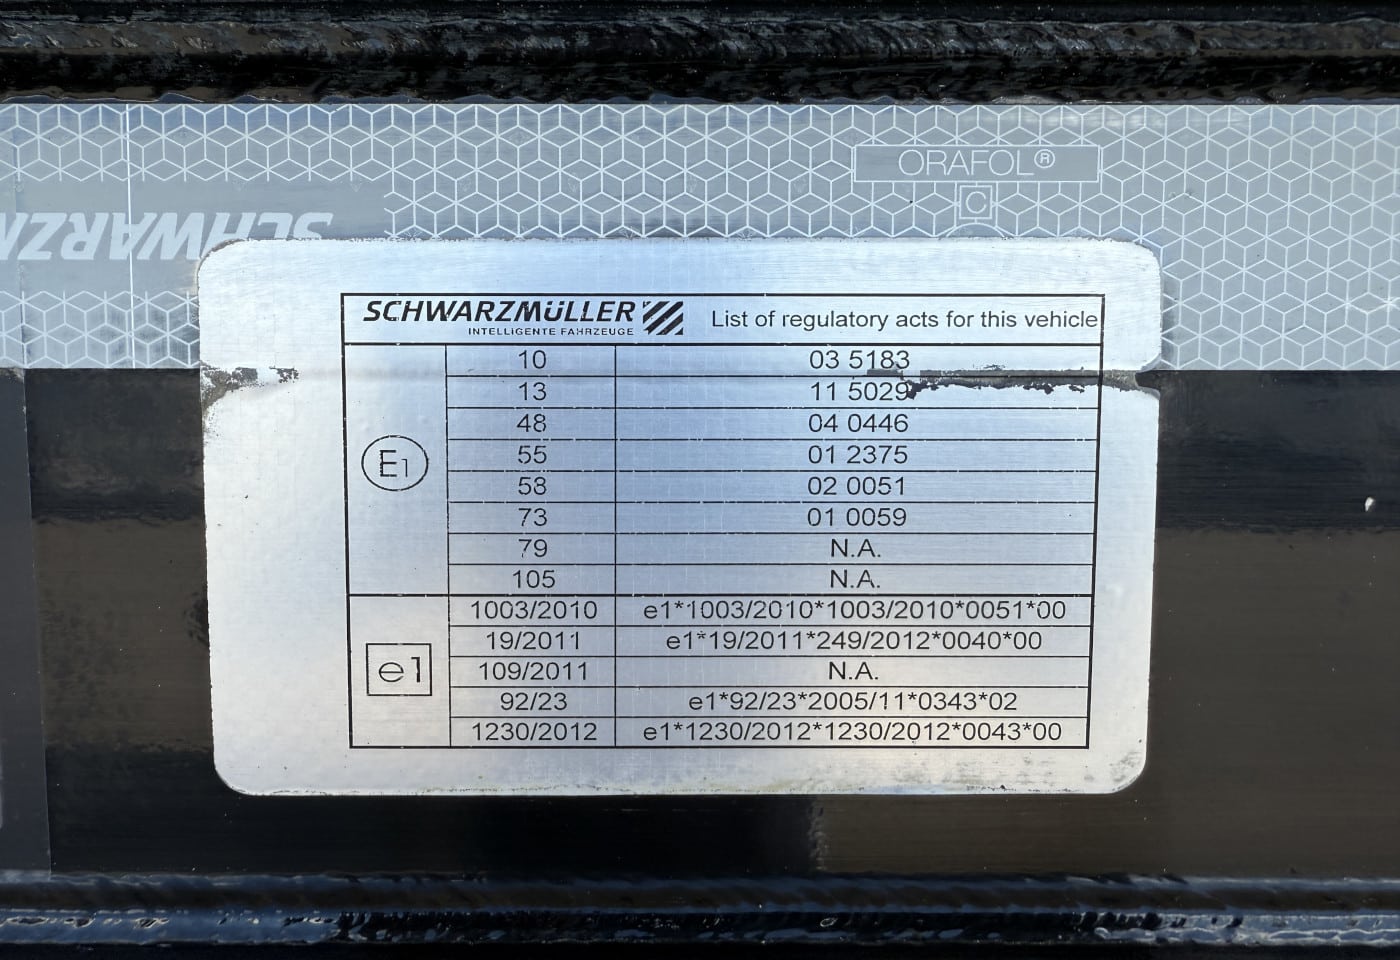 ORAFOL®
C
SCHWARZM
SCHWARZMÜLLER
INTELLIGENTE FAHRZEUGE
List of regulatory acts for this vehicle
E1
10 03 5183
13 11 5029
48 04 0446
55 01 2375
58 02 0051
73 01 0059
79 N.A.
105 N.A.
e1
1003/2010 e1*1003/2010*1003/2010*0051*00
19/2011 e1*19/2011*249/2012*0040*00
109/2011 N.A.
92/23 e1*92/23*2005/11*0343*02
1230/2012 e1*1230/2012*1230/2012*0043*00